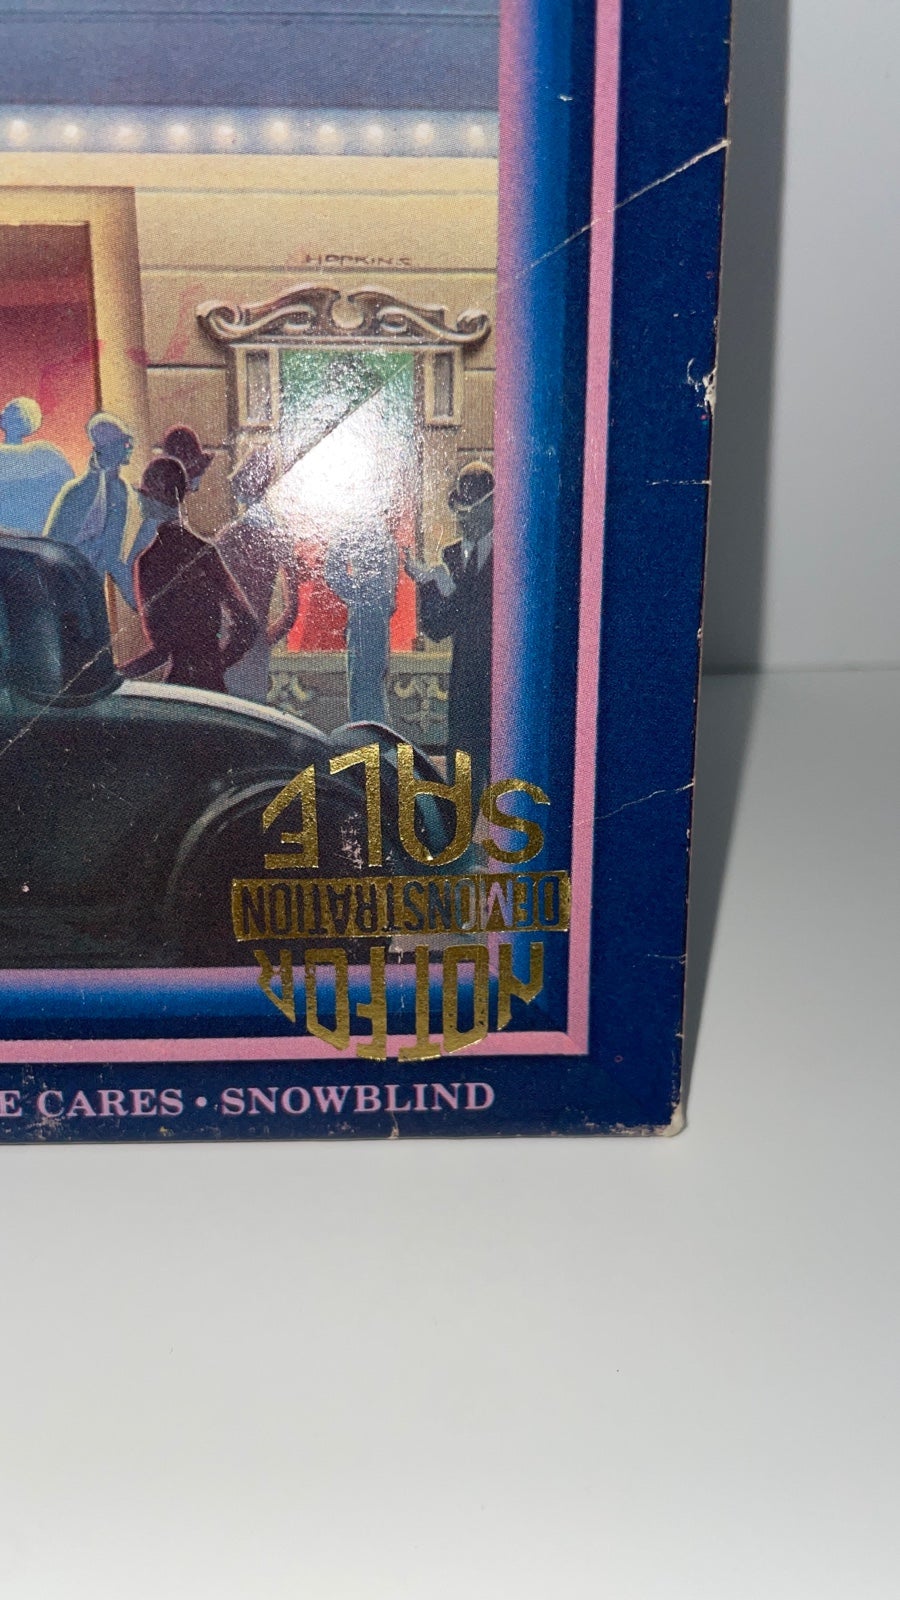 HOPKINS
NOT FOR
DEMONSTRATION
SALE
E CARES • SNOWBLIND